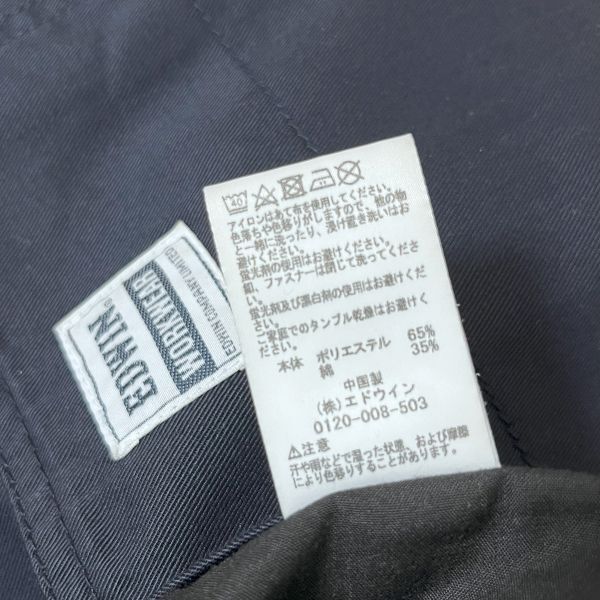 40
アイロンはあて布を使用してください。
色落ちや色移りがしますので、他の物
と一緒に洗ったり、漬け置き洗いはお
避けください。
蛍光剤の使用はお避けください。
釦、ファスナーは閉じて洗ってくださ
い。
蛍光剤及び漂白剤の使用はお避けくだ
さい。
ご家庭でのタンブル乾燥はお避けくだ
さい。
本体 ポリエステル 65%
綿 35%
中国製
(株)エドウイン
0120-008-503
⚠注意
汗や雨などで湿った状態、および摩擦
により色移りすることがあります。
EDWIN®
WORKWEAR
EDWIN COMPANY LIMITED